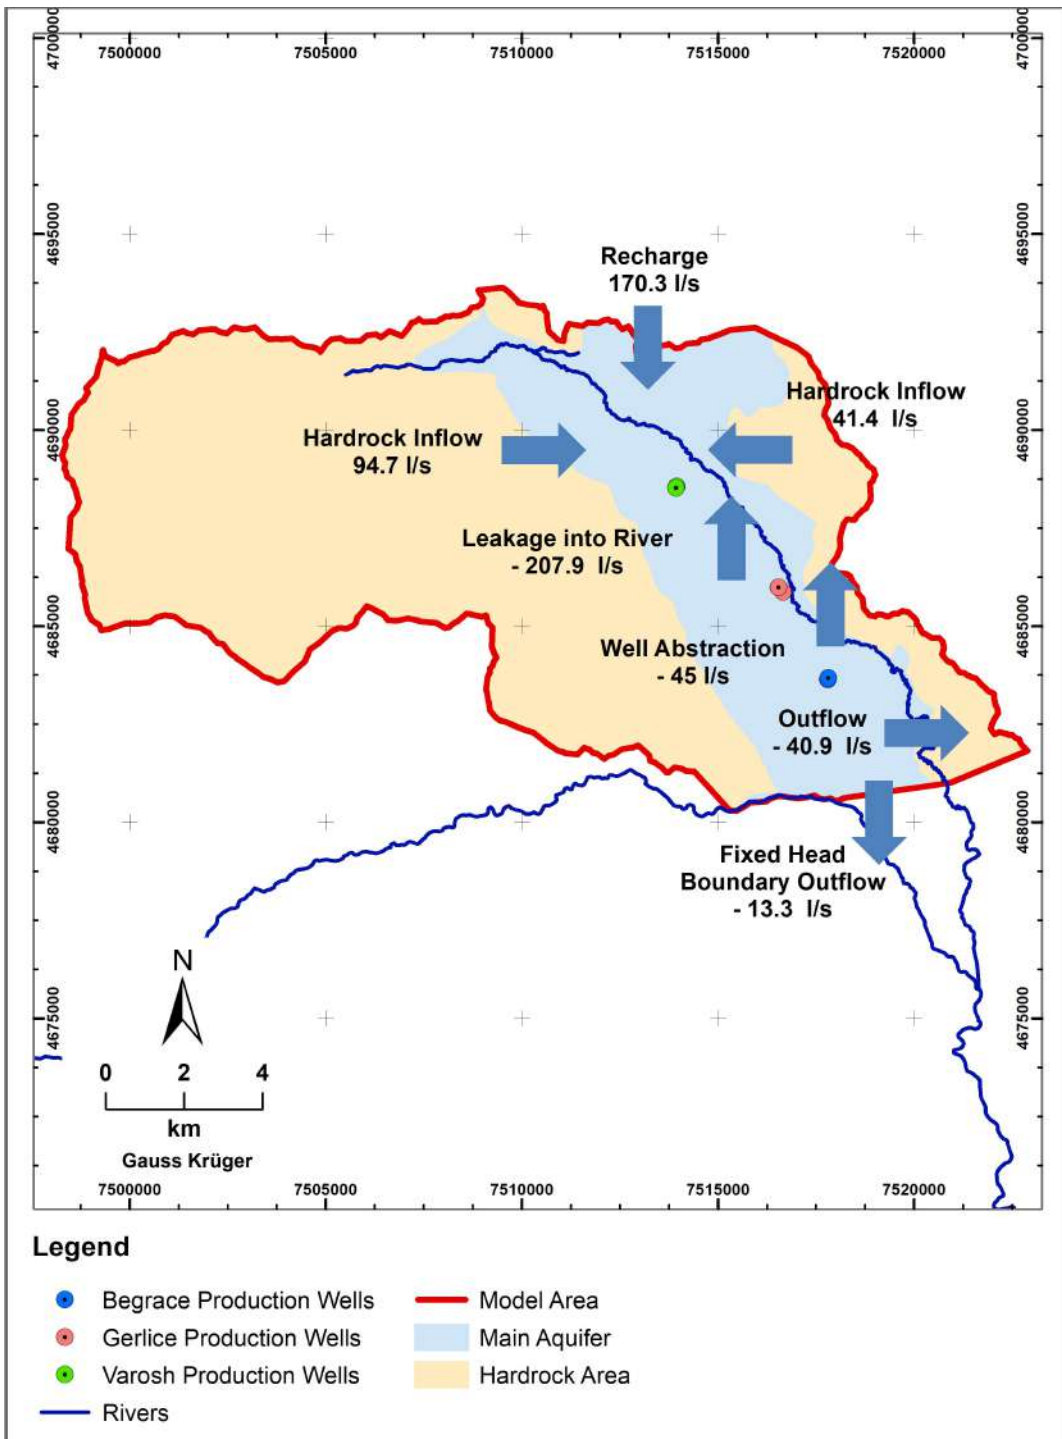 7500000 7505000 7510000 7515000 7520000
4700000 4700000
4695000 4695000
Recharge
170.3 l/s
Hardrock Inflow
41.4 l/s
4690000 4690000
Hardrock Inflow
94.7 l/s
Leakage into River
- 207.9 l/s
4685000 4685000
Well Abstraction
- 45 l/s
Outflow
- 40.9 l/s
4680000 4680000
Fixed Head
Boundary Outflow
- 13.3 l/s
N
4675000 4675000
0 2 4
km
Gauss Krüger
7500000 7505000 7510000 7515000 7520000
Legend
Begrace Production Wells
Gerlice Production Wells
Varosh Production Wells
Rivers
Model Area
Main Aquifer
Hardrock Area